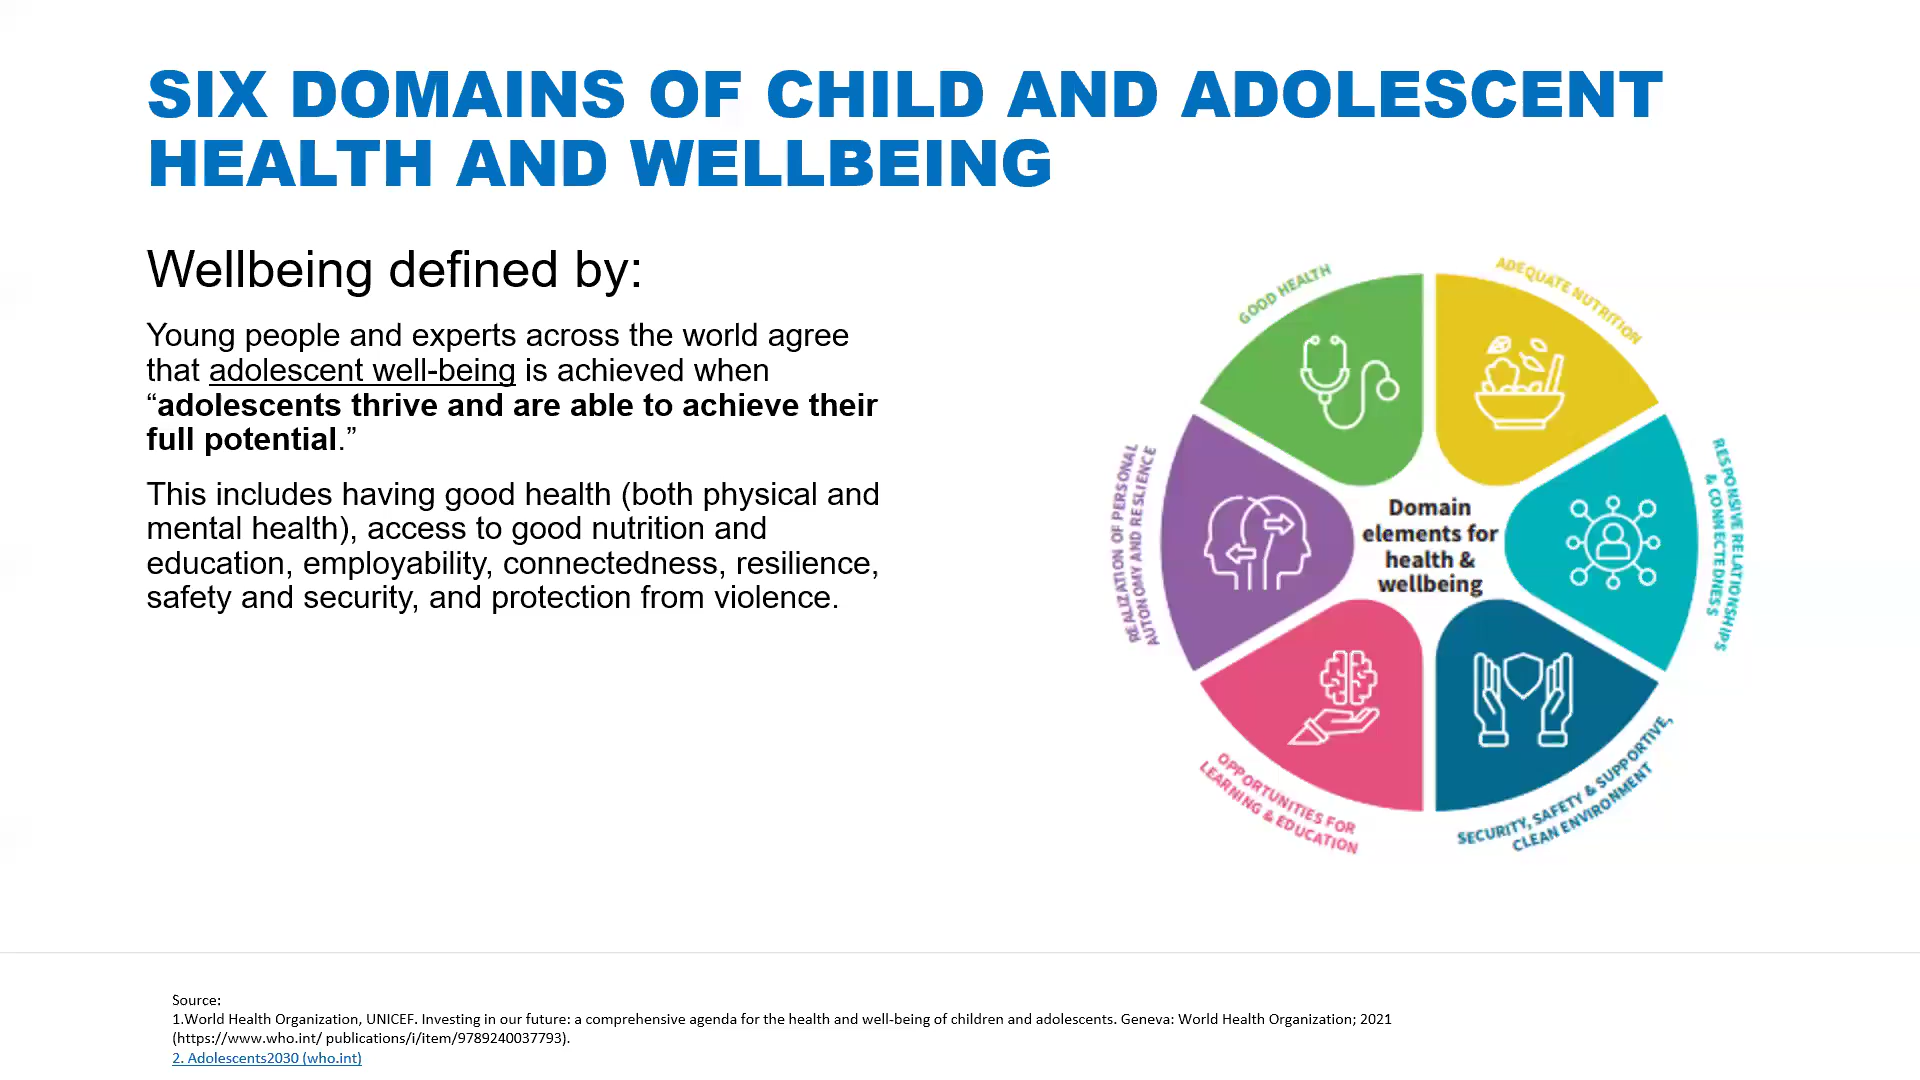 SIX DOMAINS OF CHILD AND ADOLESCENT
HEALTH AND WELLBEING
Wellbeing defined by:
Young people and experts across the world agree
that adolescent well-being is achieved when
“adolescents thrive and are able to achieve their
full potential.”
This includes having good health (both physical and
mental health), access to good nutrition and
education, employability, connectedness, resilience,
safety and security, and protection from violence.
GOOD HEALTH
ADEQUATE NUTRITION
RESPONSIVE RELATIONSHIPS
& CONNECTEDNESS
SECURITY, SAFETY & SUPPORTIVE,
CLEAN ENVIRONMENT
OPPORTUNITIES FOR
LEARNING & EDUCATION
REALIZATION OF PERSONAL
AUTONOMY AND RESLIENCE
Domain
elements for
health &
wellbeing
Source:
1.World Health Organization, UNICEF. Investing in our future: a comprehensive agenda for the health and well-being of children and adolescents. Geneva: World Health Organization; 2021
(https://www.who.int/ publications/i/item/9789240037793).
2. Adolescents2030 (who.int)